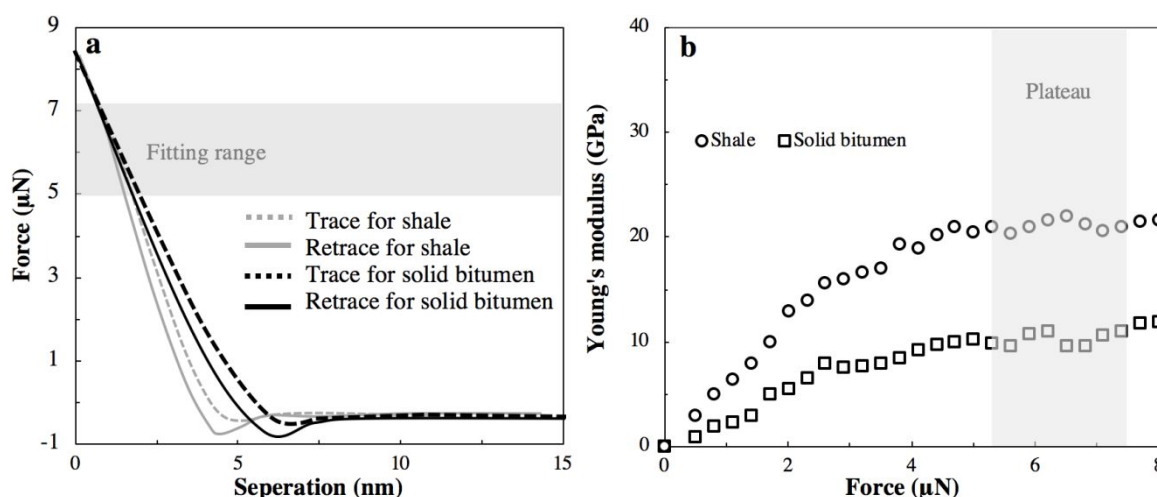 a
9
7
5
3
1
-1
Force (µN)
Fitting range
Trace for shale
Retrace for shale
Trace for solid bitumen
Retrace for solid bitumen
0
5
10
15
Seperation (nm)
b
40
30
20
10
0
Young's modulus (GPa)
Plateau
Shale
Solid bitumen
0
2
4
6
8
Force (µN)